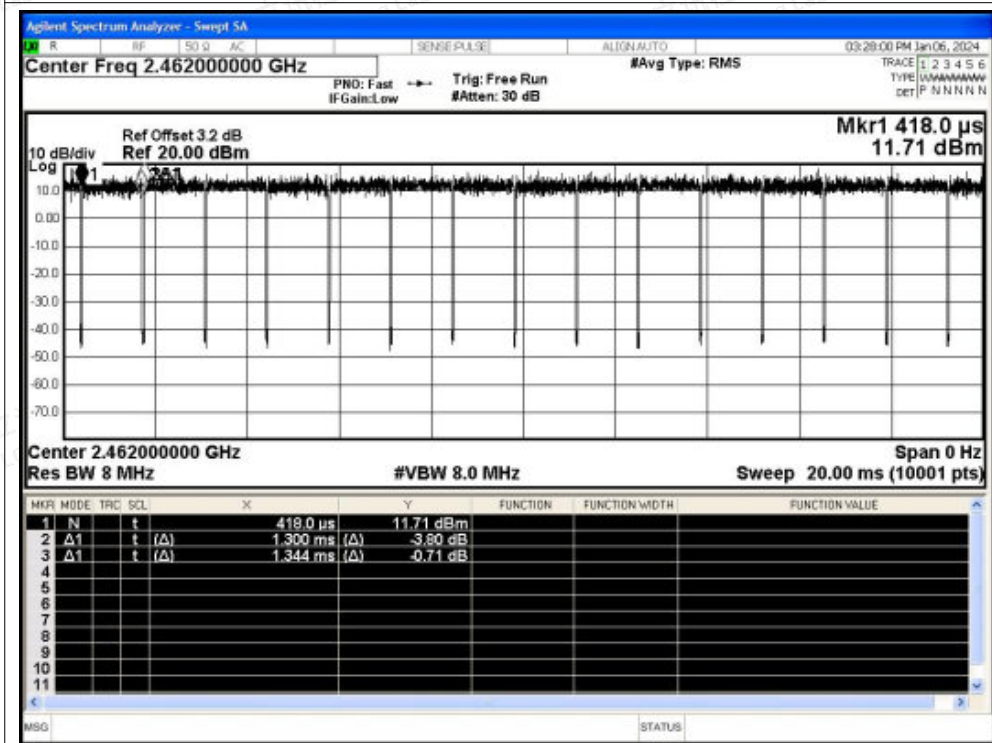 Agilent Spectrum Analyzer - Swept SA
LXI R RF 50 Ω AC SENSE:PULSE ALIGN AUTO 03:28:00 PM Jan 06, 2024
Center Freq 2.462000000 GHz #Avg Type: RMS TRACE 1 2 3 4 5 6
PNO: Fast Trig: Free Run TYPE WWWWWW
IFGain:Low #Atten: 30 dB DET P N N N N N
Mkr1 418.0 µs
Ref Offset 3.2 dB
10 dB/div Ref 20.00 dBm 11.71 dBm
Log
1 2Δ1
10.0
0.00
-10.0
-20.0
-30.0
-40.0
-50.0
-60.0
-70.0
Center 2.462000000 GHz Span 0 Hz
Res BW 8 MHz #VBW 8.0 MHz Sweep 20.00 ms (10001 pts)
MKR MODE TRC SCL X Y FUNCTION FUNCTION WIDTH FUNCTION VALUE
1 N t 418.0 µs 11.71 dBm
2 Δ1 t (Δ) 1.300 ms (Δ) -3.80 dB
3 Δ1 t (Δ) 1.344 ms (Δ) -0.71 dB
4
5
6
7
8
9
10
11
MSG STATUS